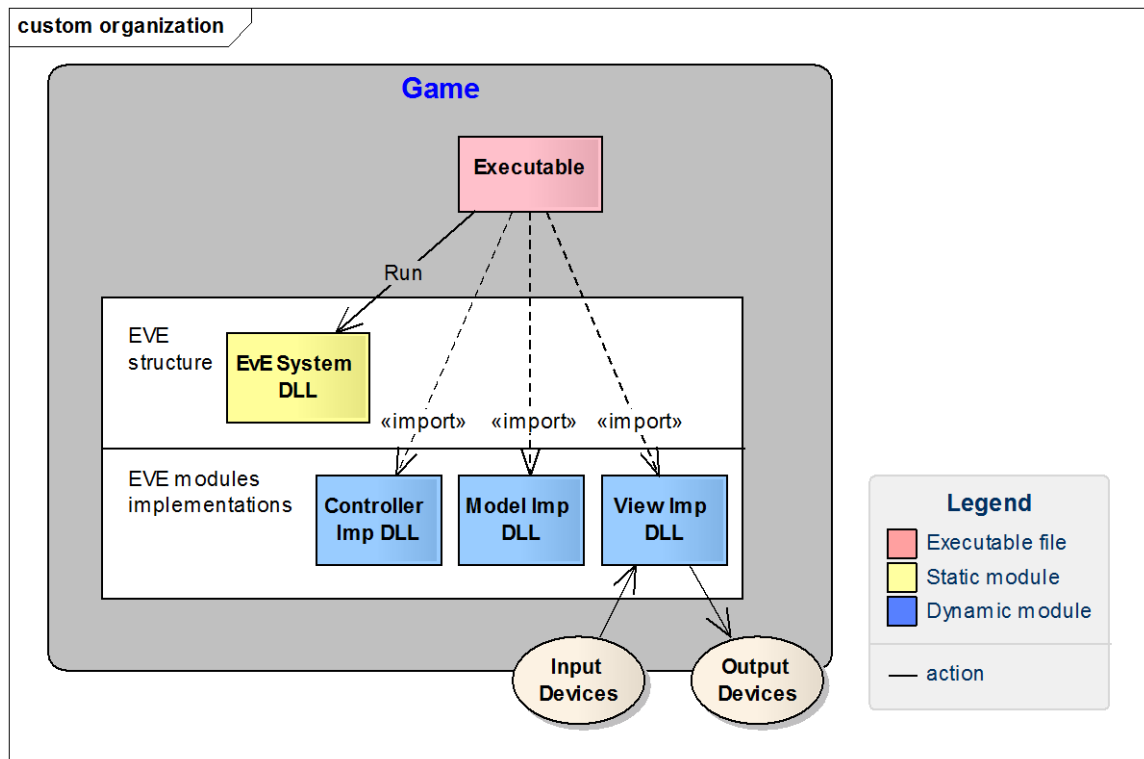 custom organization
Game
Executable
Run
EVE
structure
EvE System
DLL
«import»
«import»
«import»
EVE modules
implementations
Controller
Imp DLL
Model Imp
DLL
View Imp
DLL
Input
Devices
Output
Devices
Legend
Executable file
Static module
Dynamic module
action